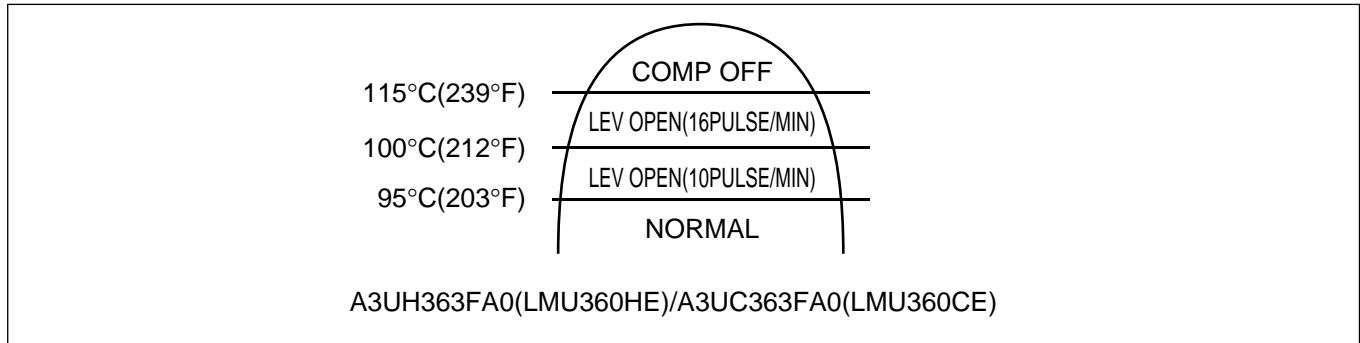 COMP OFF
115°C(239°F)
LEV OPEN(16PULSE/MIN)
100°C(212°F)
LEV OPEN(10PULSE/MIN)
95°C(203°F)
NORMAL
A3UH363FA0(LMU360HE)/A3UC363FA0(LMU360CE)